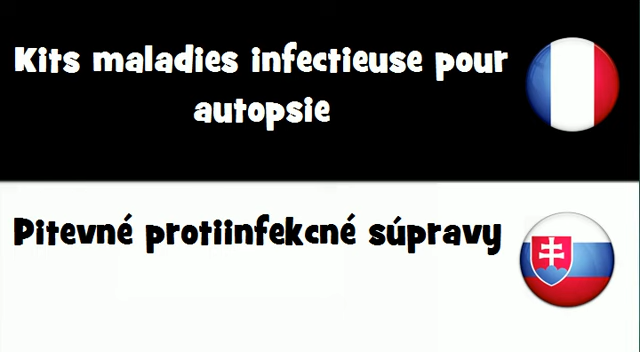 Kits maladies infectieuse pour
autopsie
Pitevné protiinfekcné súpravy